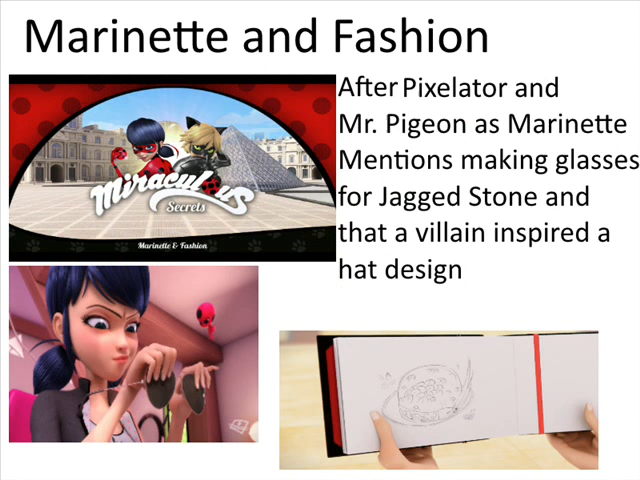 Marinette and Fashion
After Pixelator and
Mr. Pigeon as Marinette
Mentions making glasses
for Jagged Stone and
that a villain inspired a
hat design
Miraculous
Secrets
Marinette & Fashion